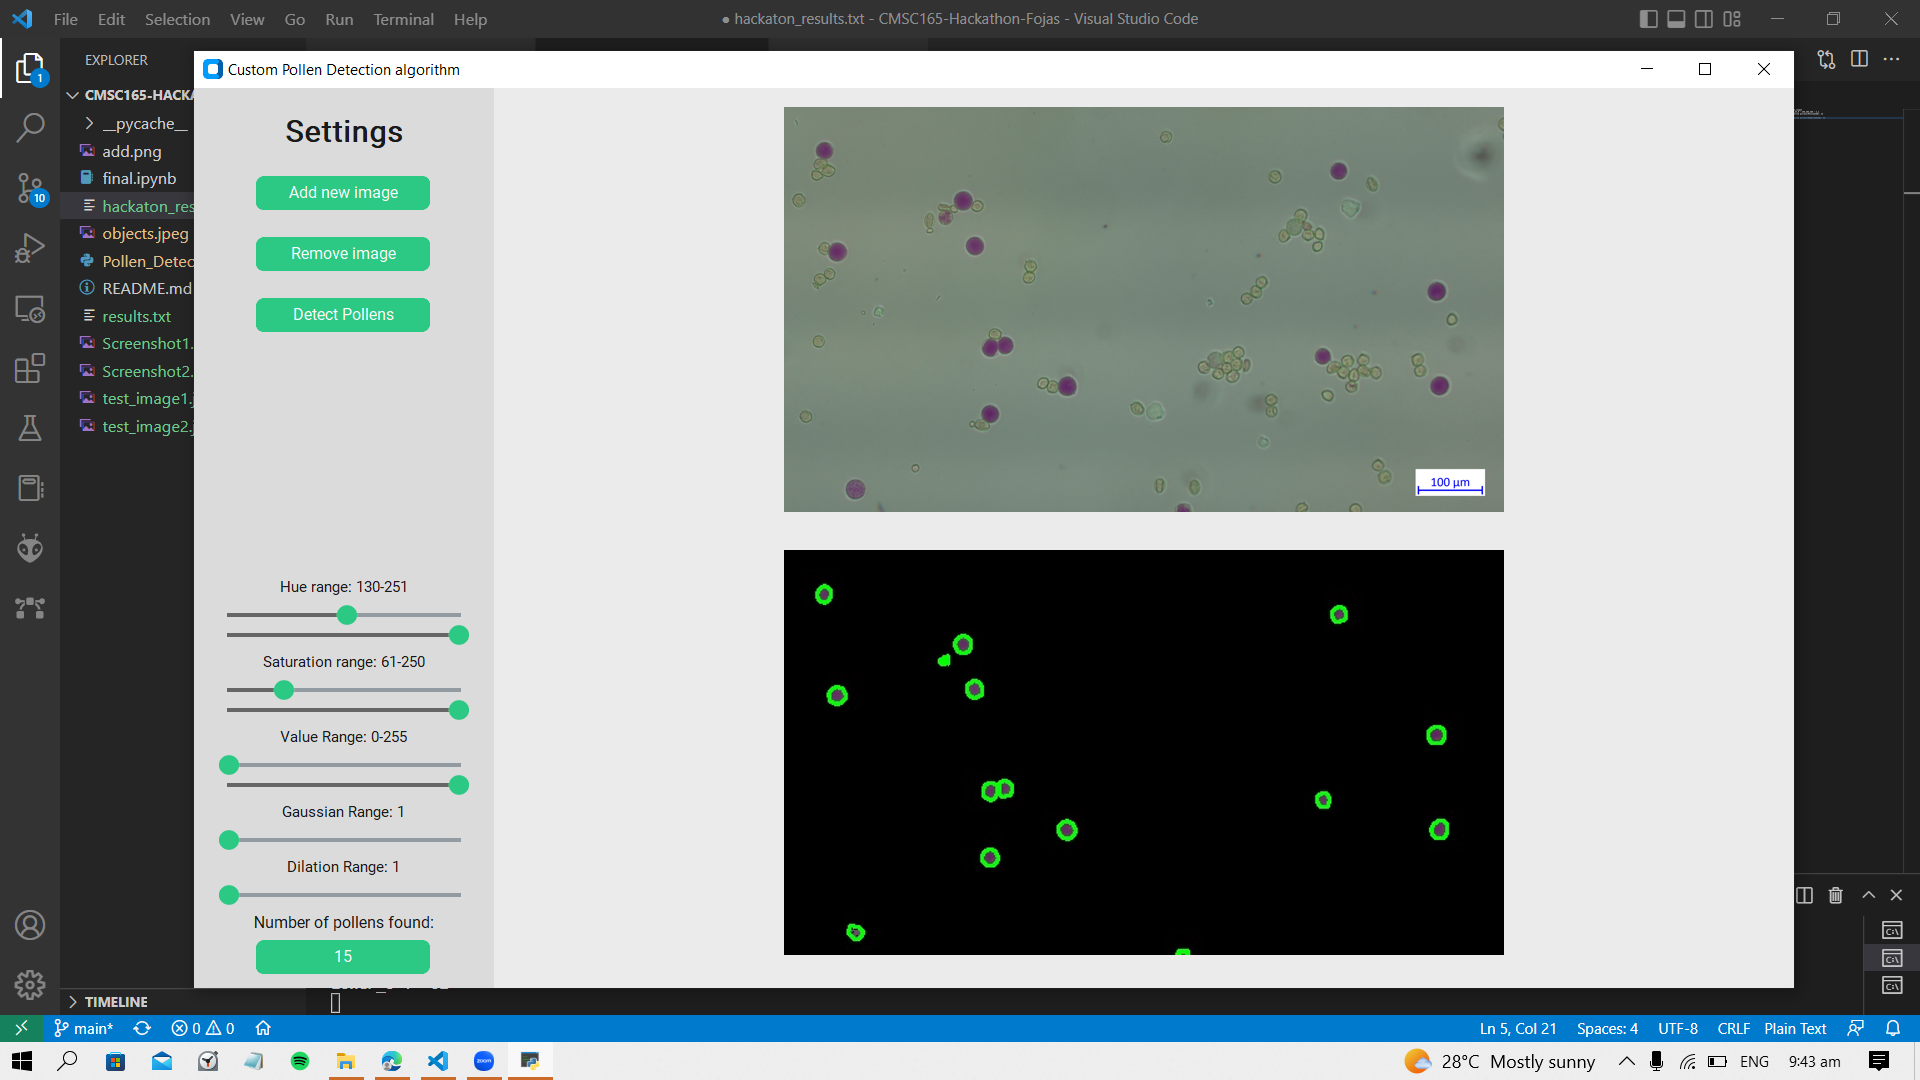 File Edit Selection View Go Run Terminal Help
● hackaton_results.txt - CMSC165-Hackathon-Fojas - Visual Studio Code
EXPLORER
CMSC165-HACKA
__pycache__
add.png
final.ipynb
hackaton_res
objects.jpeg
Pollen_Detec
README.md
results.txt
Screenshot1.
Screenshot2.
test_image1.j
test_image2.j
TIMELINE
1
10
Custom Pollen Detection algorithm
Settings
Add new image
Remove image
Detect Pollens
Hue range: 130-251
Saturation range: 61-250
Value Range: 0-255
Gaussian Range: 1
Dilation Range: 1
Number of pollens found:
15
100 µm
main* 0 0
Ln 5, Col 21 Spaces: 4 UTF-8 CRLF Plain Text
zoom
28°C Mostly sunny ENG 9:43 am